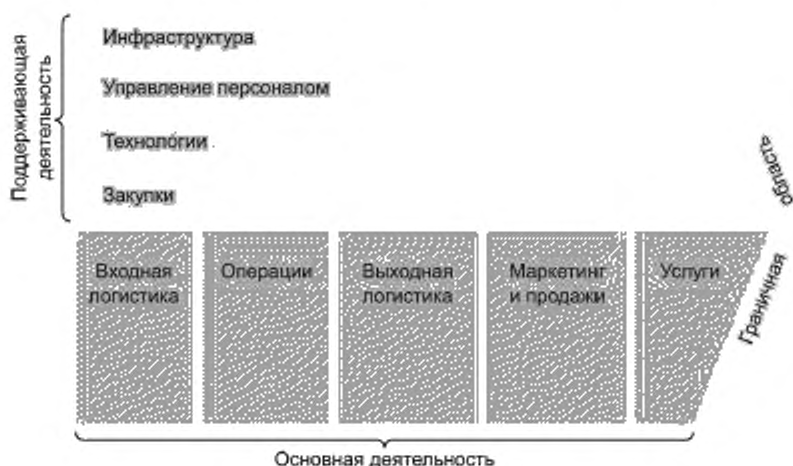 Поддерживающая
деятельность
Инфраструктура
Управление персоналом
Технологии
Закупки
Входная
логистика
Операции
Выходная
логистика
Маркетинг
и продажи
Услуги
Граничная
область
Основная деятельность